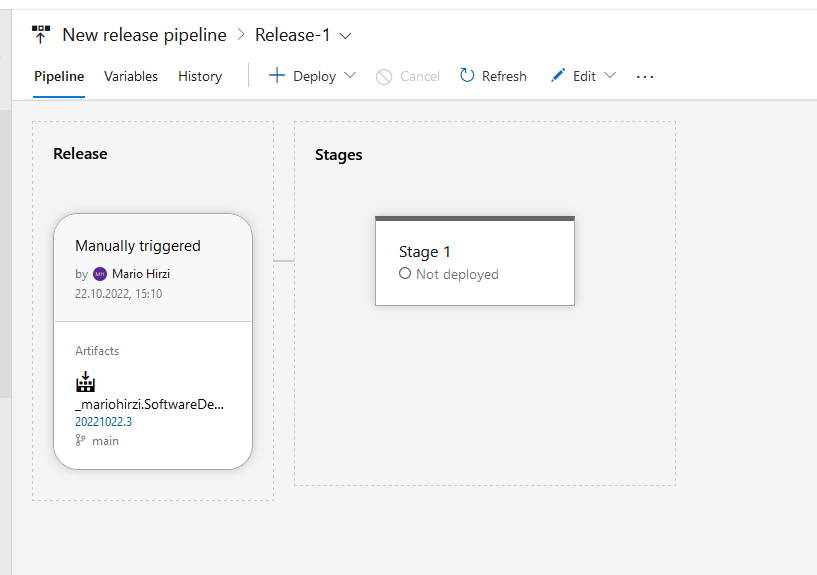 New release pipeline > Release-1
Pipeline Variables History Deploy Cancel Refresh Edit ...
Release
Stages
Manually triggered
by MH Mario Hirzi
22.10.2022, 15:10
Stage 1
Not deployed
Artifacts
_mariohirzi.SoftwareDe...
20221022.3
main